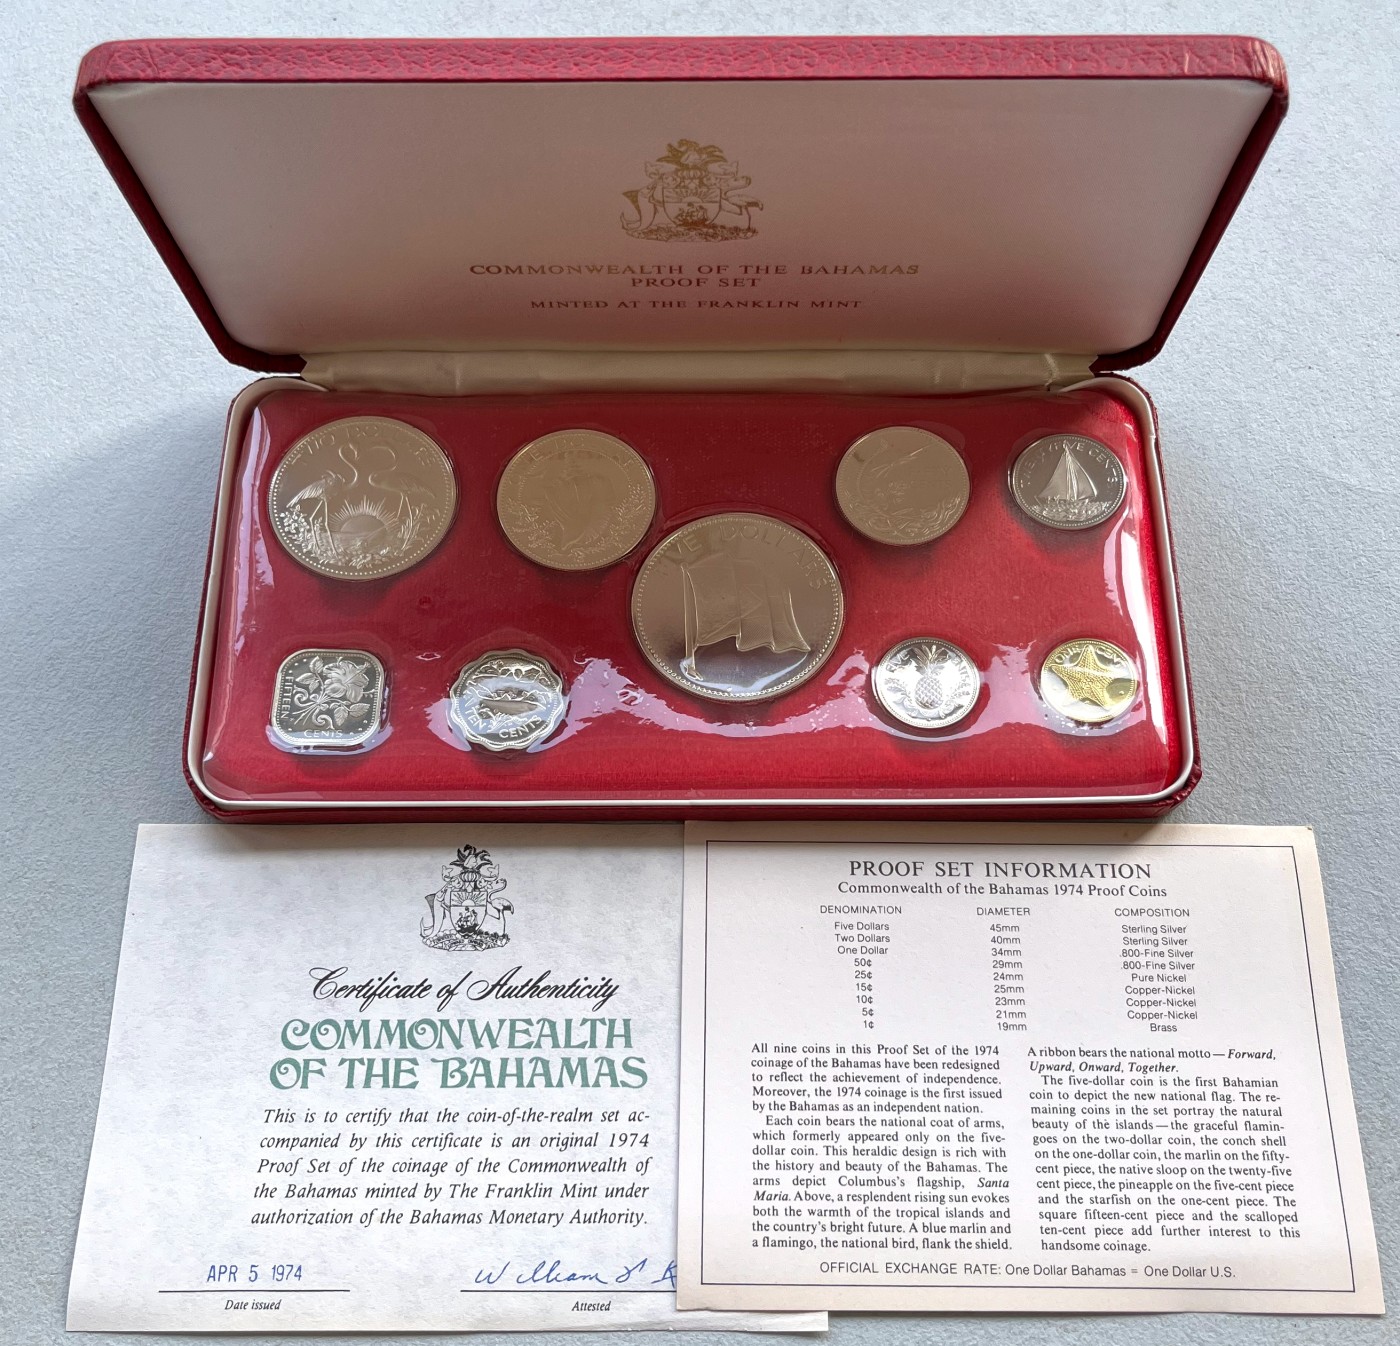 COMMONWEALTH OF THE BAHAMAS
PROOF SET
MINTED AT THE FRANKLIN MINT
TWO DO
FIVE DOLLARS
FIVE CENTS
FIFTEEN
CENTS
TEN CENTS
ONE CENT
Certificate of Authenticity
COMMONWEALTH
OF THE BAHAMAS
This is to certify that the coin-of-the-realm set ac-
companied by this certificate is an original 1974
Proof Set of the coinage of the Commonwealth of
the Bahamas minted by The Franklin Mint under
authorization of the Bahamas Monetary Authority.
APR 5 1974
Date issued
William
Attested
PROOF SET INFORMATION
Commonwealth of the Bahamas 1974 Proof Coins
DENOMINATION DIAMETER COMPOSITION
Five Dollars 45mm Sterling Silver
Two Dollars 40mm Sterling Silver
One Dollar 34mm .800-Fine Silver
50¢ 29mm .800-Fine Silver
25¢ 24mm Pure Nickel
15¢ 25mm Copper-Nickel
10¢ 23mm Copper-Nickel
5¢ 21mm Copper-Nickel
1¢ 19mm Brass
All nine coins in this Proof Set of the 1974
coinage of the Bahamas have been redesigned
to reflect the achievement of independence.
Moreover, the 1974 coinage is the first issued
by the Bahamas as an independent nation.
Each coin bears the national coat of arms,
which formerly appeared only on the five-
dollar coin. This heraldic design is rich with
the history and beauty of the Bahamas. The
arms depict Columbus's flagship, Santa
Maria. Above, a resplendent rising sun evokes
both the warmth of the tropical islands and
the country's bright future. A blue marlin and
a flamingo, the national bird, flank the shield.
A ribbon bears the national motto — Forward,
Upward, Onward, Together.
The five-dollar coin is the first Bahamian
coin to depict the new national flag. The re-
maining coins in the set portray the natural
beauty of the islands — the graceful flamin-
goes on the two-dollar coin, the conch shell
on the one-dollar coin, the marlin on the fifty-
cent piece, the native sloop on the twenty-five
cent piece, the pineapple on the five-cent piece
and the starfish on the one-cent piece. The
square fifteen-cent piece and the scalloped
ten-cent piece add further interest to this
handsome coinage.
OFFICIAL EXCHANGE RATE: One Dollar Bahamas = One Dollar U.S.